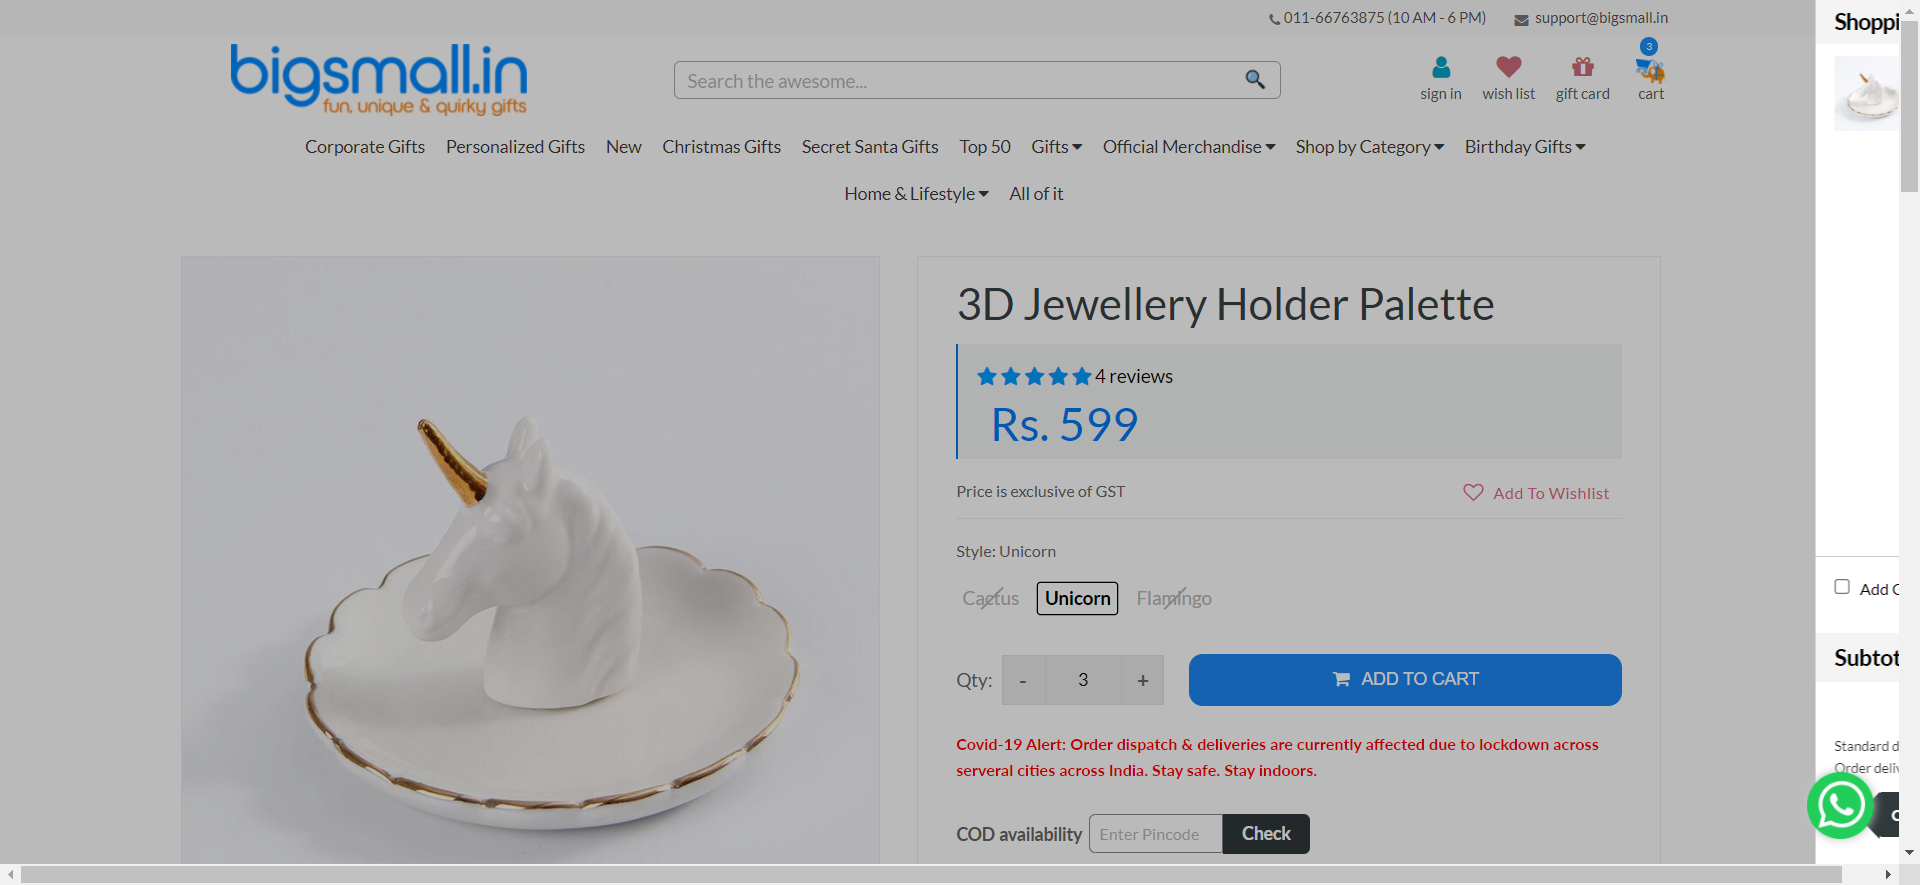 011-66763875 (10 AM - 6 PM)
support@bigsmall.in
Shoppi
bigsmall.in
fun, unique & quirky gifts
Search the awesome...
sign in
wish list
gift card
3
cart
Corporate Gifts
Personalized Gifts
New
Christmas Gifts
Secret Santa Gifts
Top 50
Gifts
Official Merchandise
Shop by Category
Birthday Gifts
Home & Lifestyle
All of it
3D Jewellery Holder Palette
4 reviews
Rs. 599
Price is exclusive of GST
Add To Wishlist
Style: Unicorn
Cactus
Unicorn
Flamingo
Qty:
-
3
+
ADD TO CART
Covid-19 Alert: Order dispatch & deliveries are currently affected due to lockdown across
serveral cities across India. Stay safe. Stay indoors.
COD availability
Enter Pincode
Check
Add
Subtot
Standard d
Order deliv